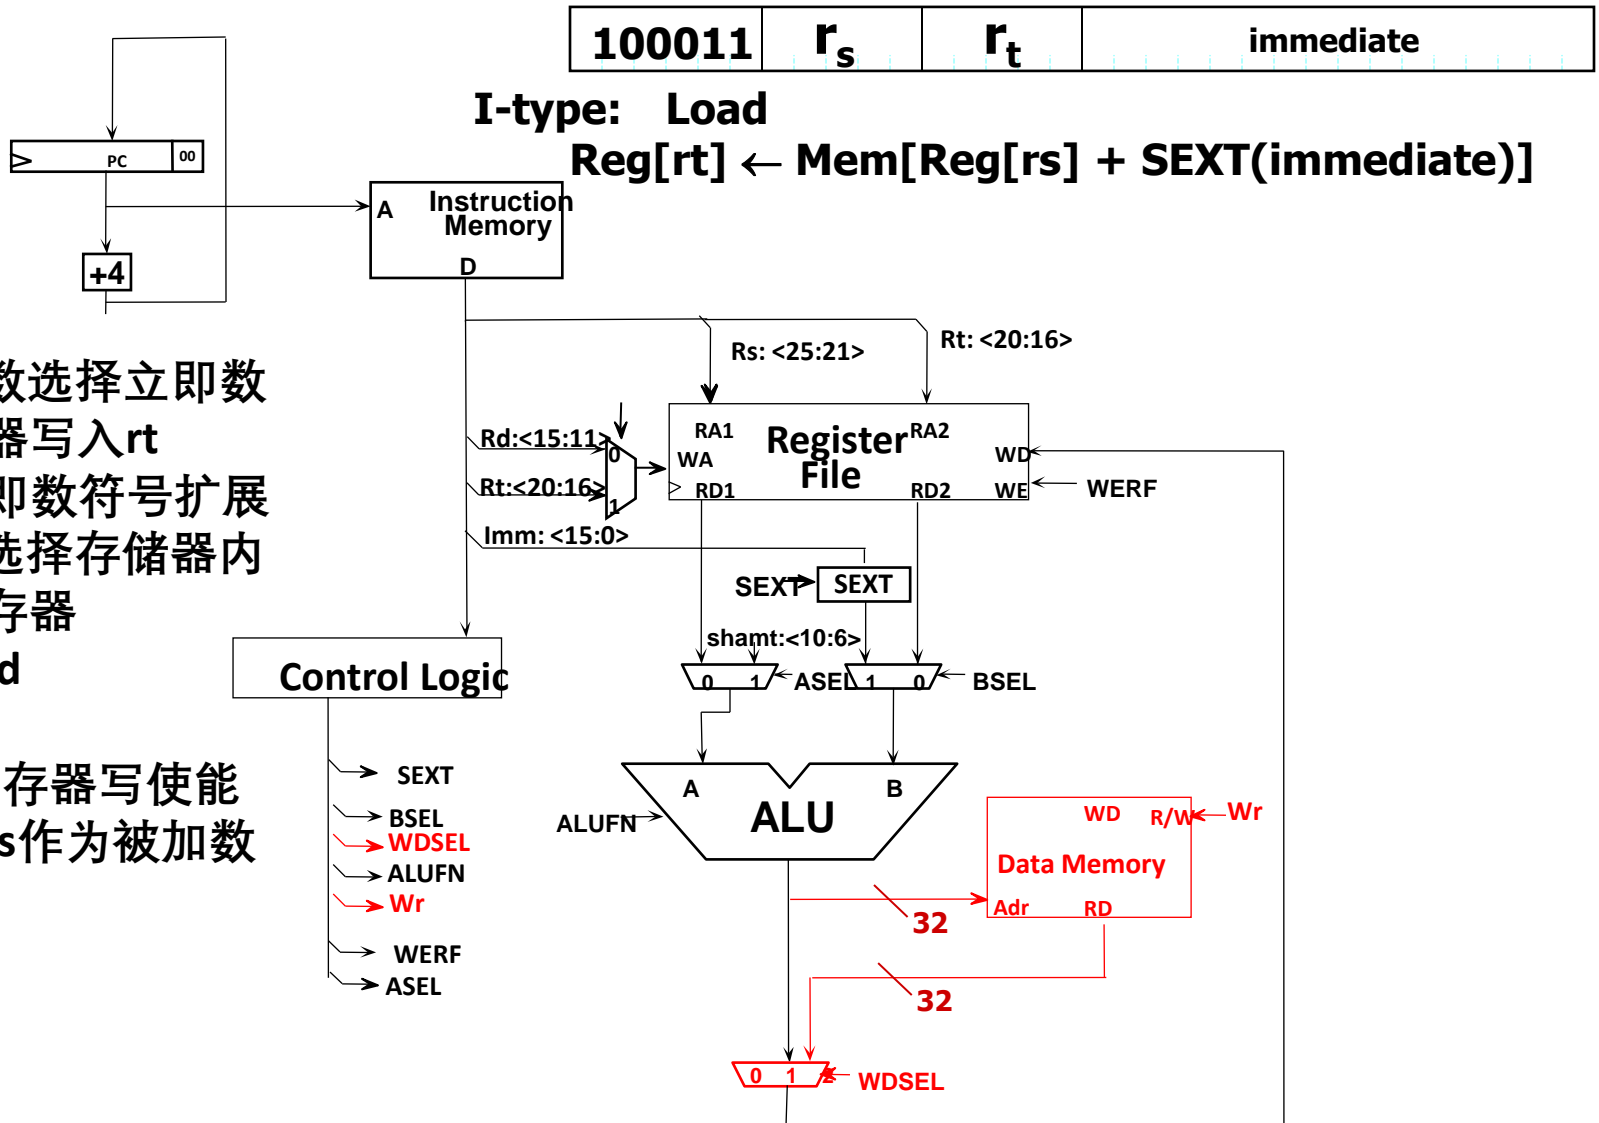 100011 rs rt immediate
I-type: Load
Reg[rt] ← Mem[Reg[rs] + SEXT(immediate)]
PC 00
A Instruction
Memory
D
+4
Rs: <25:21>
Rt: <20:16>
数选择立即数
器写入rt
即数符号扩展
选择存储器内
存器
d
存器写使能
s作为被加数
Rd:<15:11>
0
Rt:<20:16>
1
Imm: <15:0>
RA1 Register RA2
WA File WD
RD1 RD2 WE
WERF
SEXT SEXT
shamt:<10:6>
0 1 ASEL 1 0 BSEL
Control Logic
SEXT
BSEL
WDSEL
ALUFN
Wr
WERF
ASEL
A B
ALU
ALUFN
WD R/W Wr
Data Memory
Adr RD
32
32
0 1 2 WDSEL